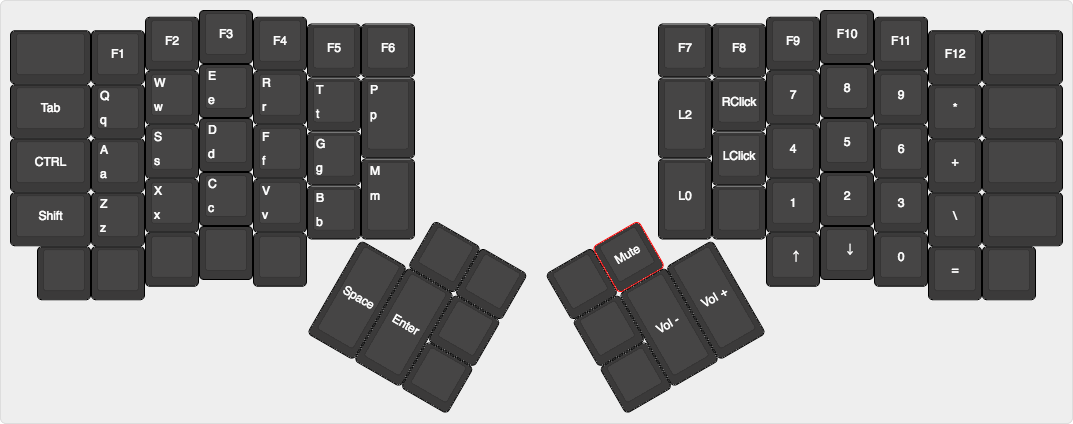 F1 F2 F3 F4 F5 F6 F7 F8 F9 F10 F11 F12
Tab
Q
q
W
w
E
e
R
r
T
t
P
p
L2 RClick 7 8 9 *
CTRL
A
a
S
s
D
d
F
f
G
g
LClick 4 5 6 +
Shift
Z
z
X
x
C
c
V
v
B
b
M
m
L0 1 2 3 \
↑ ↓ 0 =
Space Enter
Mute
Vol - Vol +